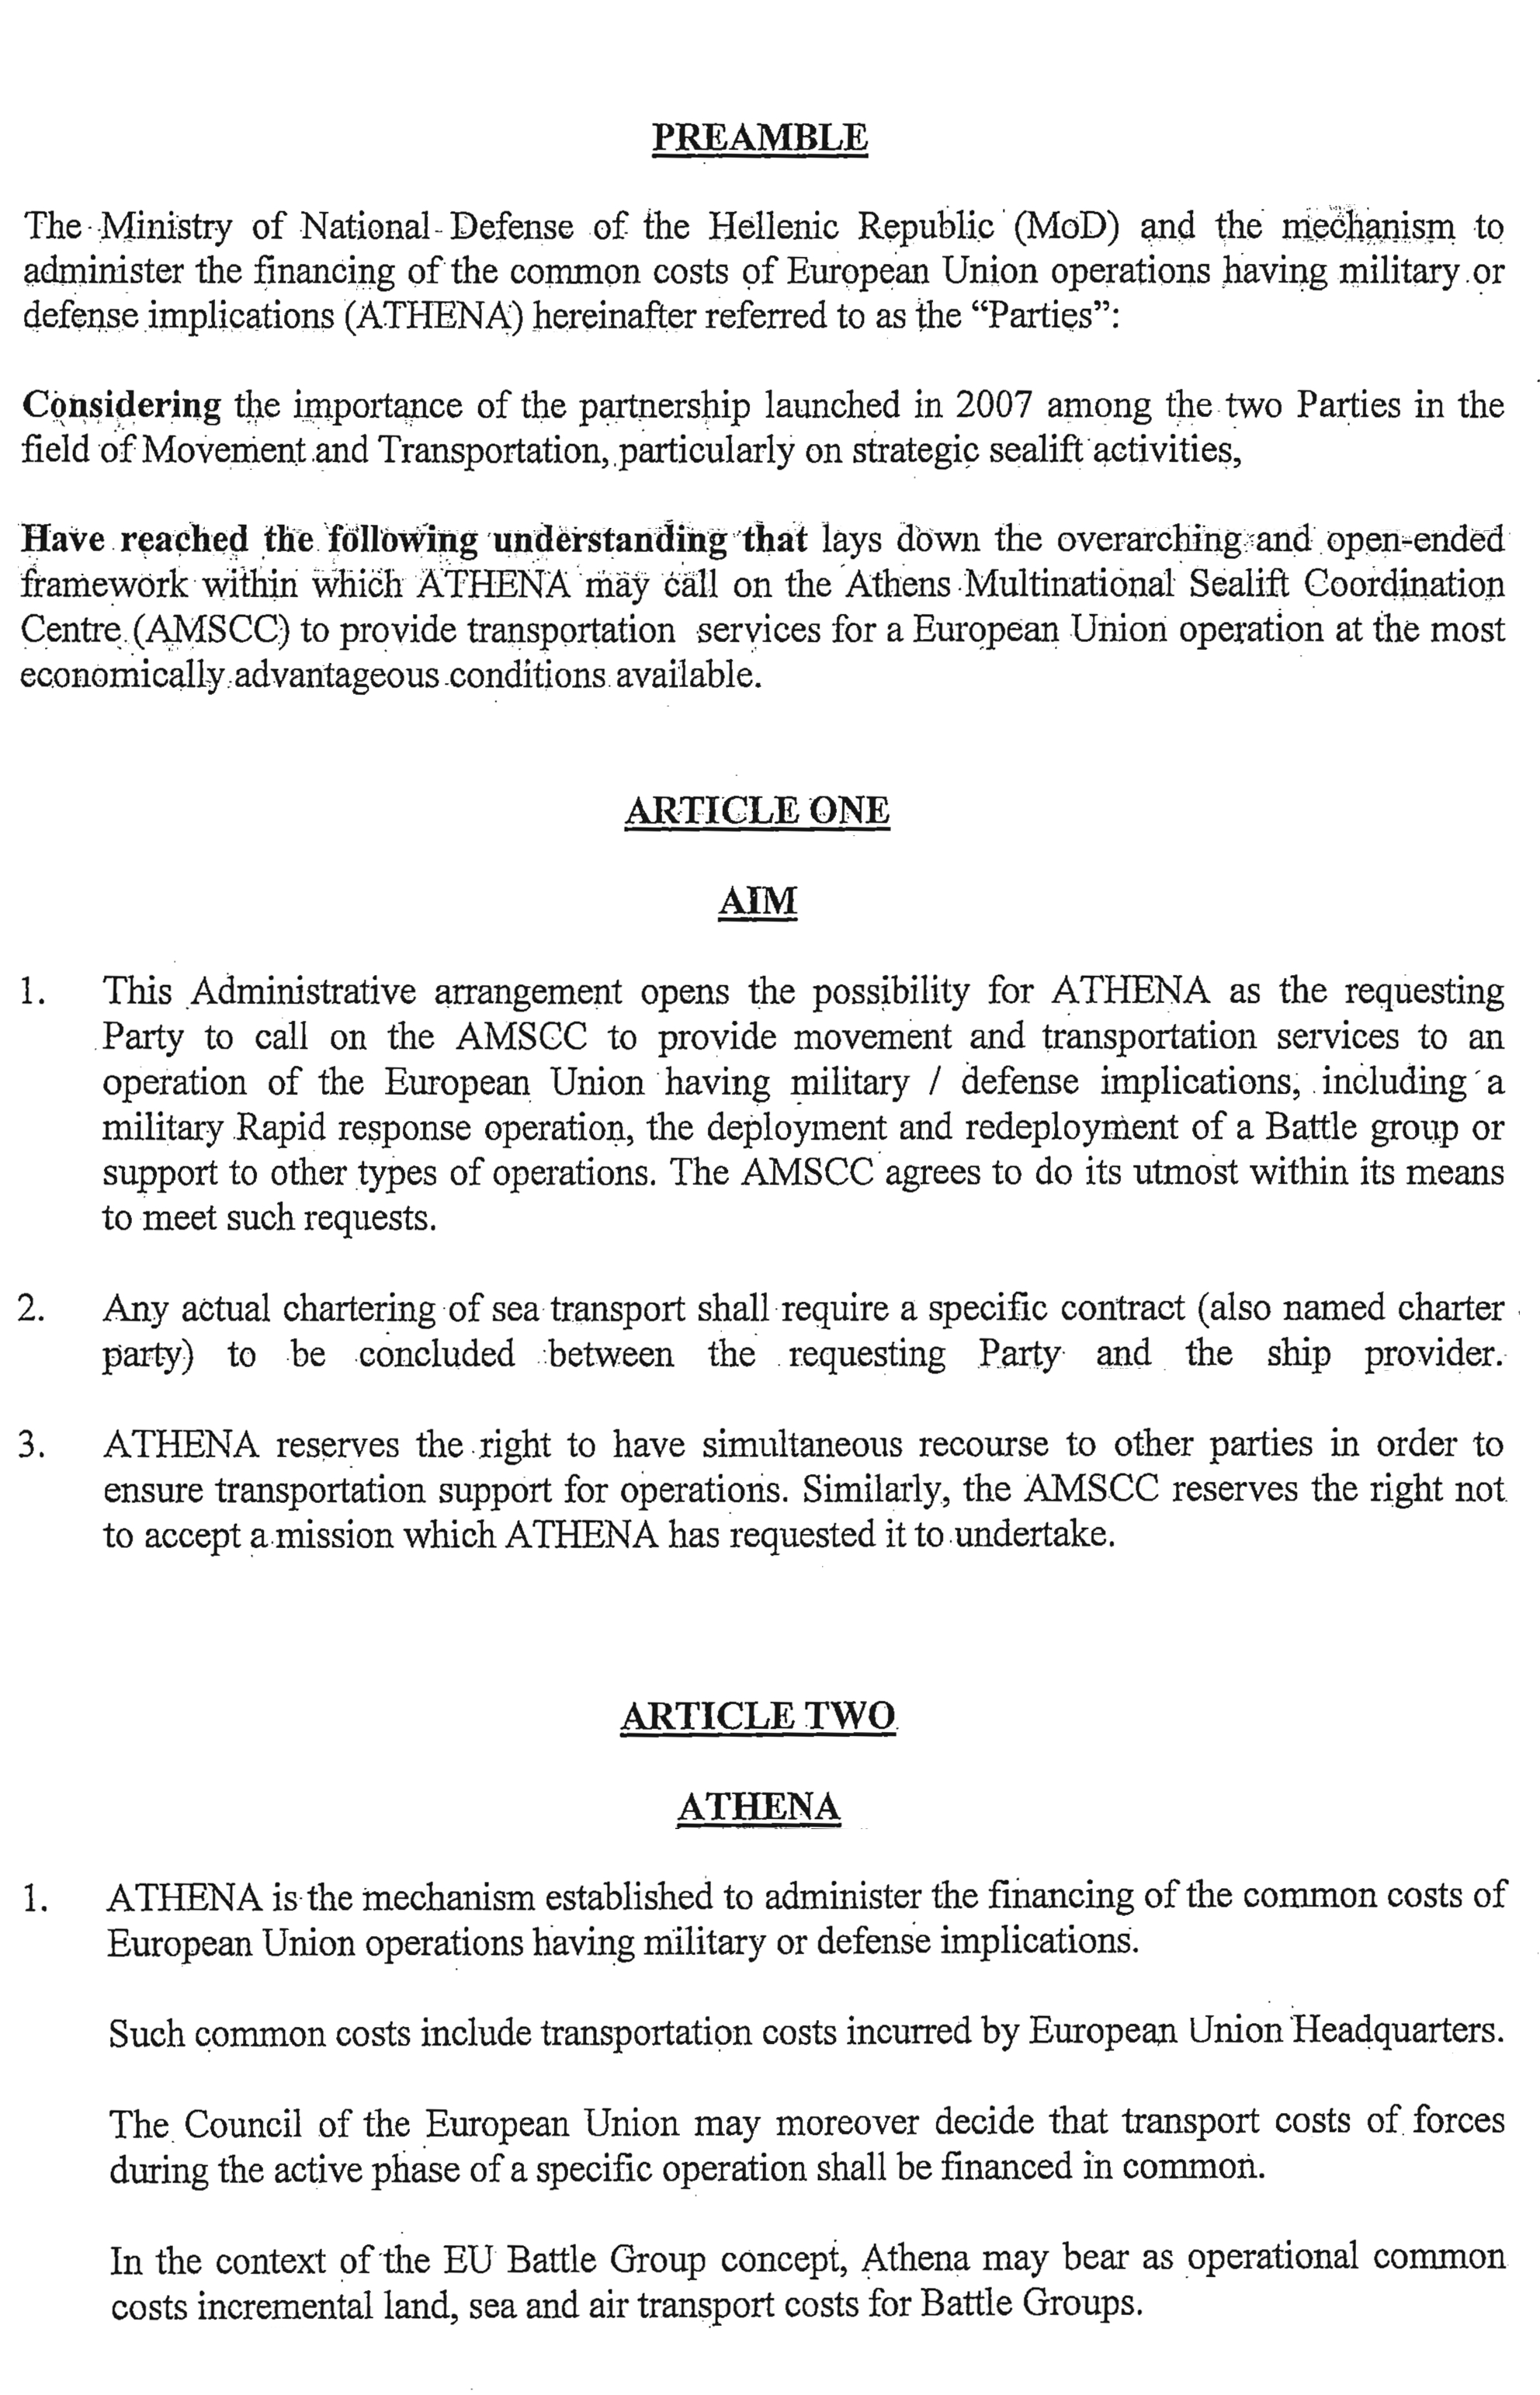 PREAMBLE
The Ministry of National Defense of the Hellenic Republic (MoD) and the mechanism to
administer the financing of the common costs of European Union operations having military or
defense implications (ATHENA) hereinafter referred to as the “Parties”:
Considering the importance of the partnership launched in 2007 among the two Parties in the
field of Movement and Transportation, particularly on strategic sealift activities,
Have reached the following understanding that lays down the overarching and open-ended
framework within which ATHENA may call on the Athens Multinational Sealift Coordination
Centre (AMSCC) to provide transportation services for a European Union operation at the most
economically advantageous conditions available.
ARTICLE ONE
AIM
1. This Administrative arrangement opens the possibility for ATHENA as the requesting
Party to call on the AMSCC to provide movement and transportation services to an
operation of the European Union having military / defense implications, including a
military Rapid response operation, the deployment and redeployment of a Battle group or
support to other types of operations. The AMSCC agrees to do its utmost within its means
to meet such requests.
2. Any actual chartering of sea transport shall require a specific contract (also named charter
party) to be concluded between the requesting Party and the ship provider.
3. ATHENA reserves the right to have simultaneous recourse to other parties in order to
ensure transportation support for operations. Similarly, the AMSCC reserves the right not
to accept a mission which ATHENA has requested it to undertake.
ARTICLE TWO
ATHENA
1. ATHENA is the mechanism established to administer the financing of the common costs of
European Union operations having military or defense implications.
Such common costs include transportation costs incurred by European Union Headquarters.
The Council of the European Union may moreover decide that transport costs of forces
during the active phase of a specific operation shall be financed in common.
In the context of the EU Battle Group concept, Athena may bear as operational common
costs incremental land, sea and air transport costs for Battle Groups.